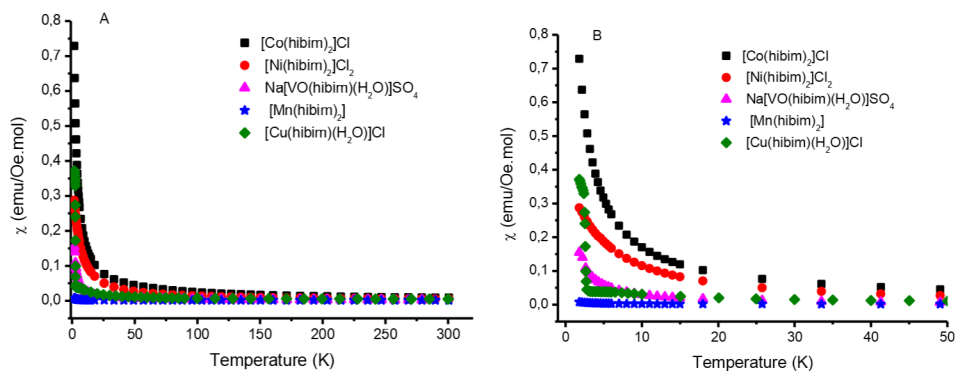 A
0,8
0,7
0,6
0,5
0,4
0,3
0,2
0,1
0,0
χ (emu/Oe.mol)
[Co(hibim)₂]Cl
[Ni(hibim)₂]Cl₂
Na[VO(hibim)(H₂O)]SO₄
[Mn(hibim)₂]
[Cu(hibim)(H₂O)]Cl
0 50 100 150 200 250 300
Temperature (K)
B
0,8
0,7
0,6
0,5
0,4
0,3
0,2
0,1
0,0
χ (emu/Oe.mol)
[Co(hibim)₂]Cl
[Ni(hibim)₂]Cl₂
Na[VO(hibim)(H₂O)]SO₄
[Mn(hibim)₂]
[Cu(hibim)(H₂O)]Cl
0 10 20 30 40 50
Temperature (K)